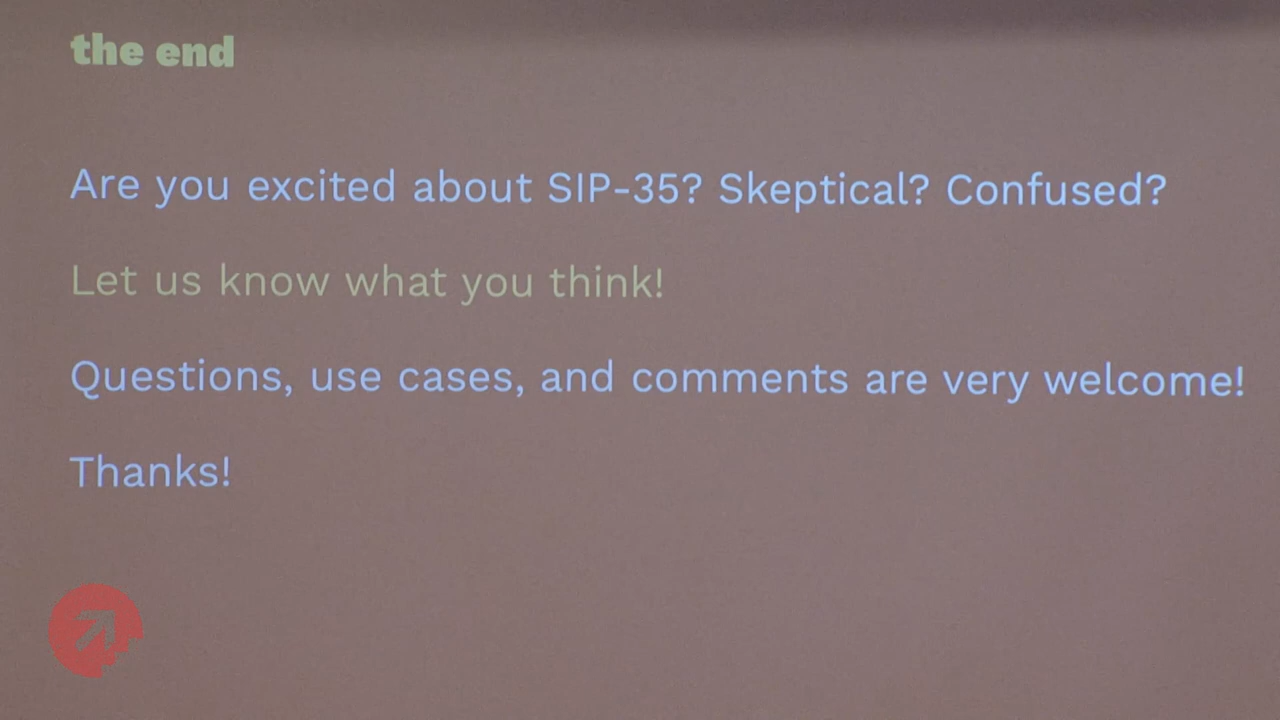 the end
Are you excited about SIP-35? Skeptical? Confused?
Let us know what you think!
Questions, use cases, and comments are very welcome!
Thanks!